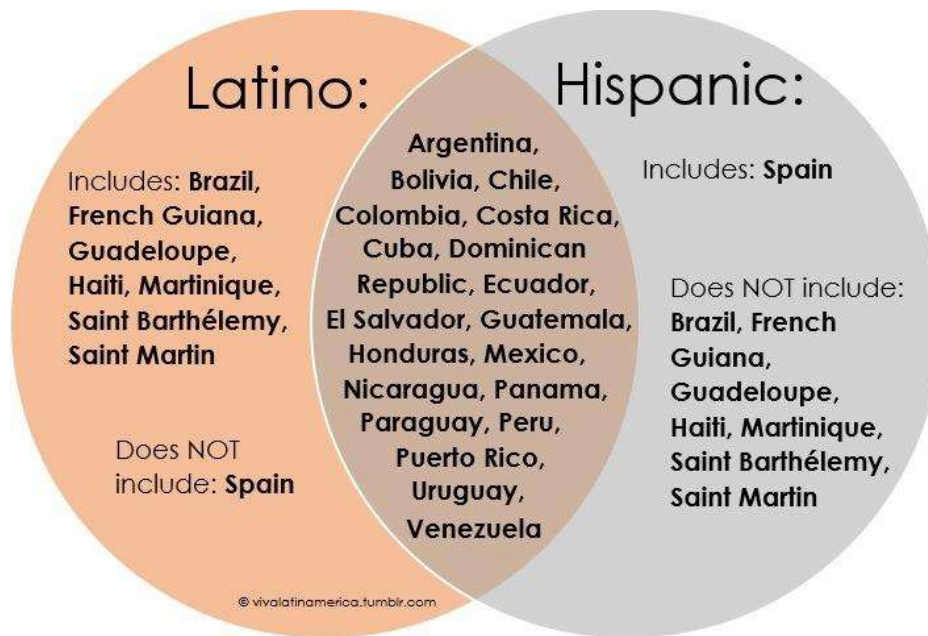 Latino:
Includes: Brazil,
French Guiana,
Guadeloupe,
Haiti, Martinique,
Saint Barthélemy,
Saint Martin
Does NOT
include: Spain
Argentina,
Bolivia, Chile,
Colombia, Costa Rica,
Cuba, Dominican
Republic, Ecuador,
El Salvador, Guatemala,
Honduras, Mexico,
Nicaragua, Panama,
Paraguay, Peru,
Puerto Rico,
Uruguay,
Venezuela
Hispanic:
Includes: Spain
Does NOT include:
Brazil, French
Guiana,
Guadeloupe,
Haiti, Martinique,
Saint Barthélemy,
Saint Martin
© vivalatinamerica.tumblr.com